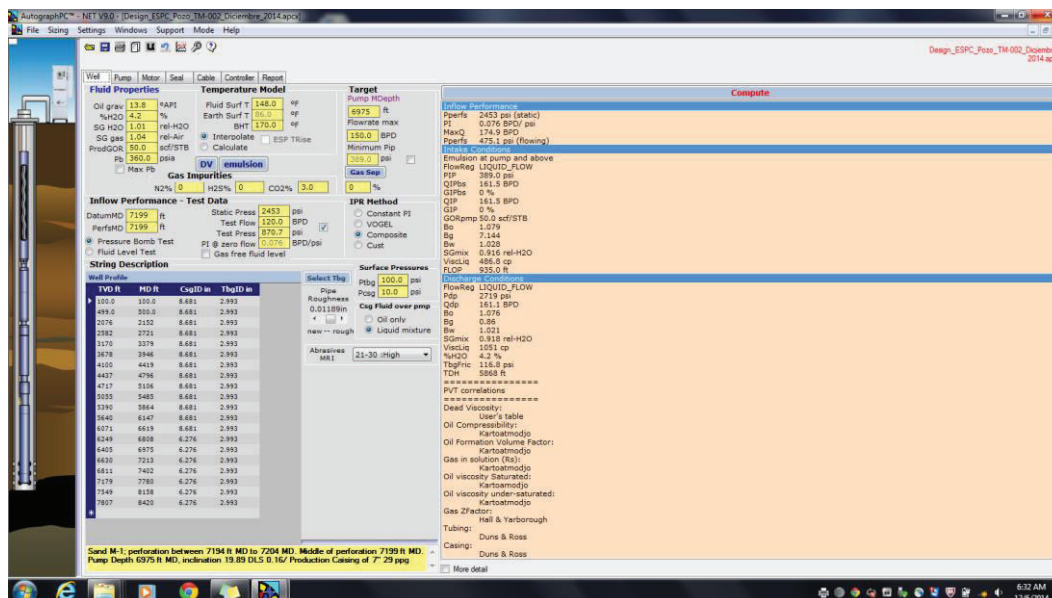 AutographPC™ - NET V9.0 - [Design_ESPC_Pozo_TM-002_Diciembre_2014.apcx]
File Sizing Settings Windows Support Mode Help
Design_ESPC_Pozo_TM-002_Diciembre
2014.ap
Well Pump Motor Seal Cable Controller Report
Fluid Properties
Oil grav 13.8 ºAPI
%H2O 4.2 %
SG H2O 1.01 rel-H2O
SG gas 1.04 rel-Air
ProdGOR 50.0 scf/STB
Pb 360.0 psia
Max Pb
Temperature Model
Fluid Surf T 148.0 ºF
Earth Surf T 86.0 ºF
BHT 170.0 ºF
Interpolate ESP TRise
Calculate
DV emulsion
Gas Impurities
N2% 0 H2S% 0 CO2% 3.0
Target
Pump MDepth
6975 ft
Flowrate max
150.0 BPD
Minimum Pip
389.0 psi
Gas Sep
0 %
Inflow Performance - Test Data
DatumMD 7199 ft
PerfsMD 7199 ft
Pressure Bomb Test
Fluid Level Test
Static Press 2453 psi
Test Flow 120.0 BPD
Test Press 870.7 psi
PI @ zero flow 0.076 BPD/psi
Gas free fluid level
IPR Method
Constant PI
VOGEL
Composite
Cust
String Description
Well Profile
TVD ft MD ft CsgID in TbgID in
100.0 100.0 8.681 2.993
499.0 500.0 8.681 2.993
2076 2152 8.681 2.993
2582 2721 8.681 2.993
3170 3379 8.681 2.993
3678 3946 8.681 2.993
4100 4419 8.681 2.993
4437 4796 8.681 2.993
4717 5106 8.681 2.993
5055 5485 8.681 2.993
5390 5864 8.681 2.993
5640 6147 8.681 2.993
6071 6619 8.681 2.993
6249 6808 6.276 2.993
6405 6975 6.276 2.993
6630 7213 6.276 2.993
6811 7402 6.276 2.993
7179 7780 6.276 2.993
7549 8158 6.276 2.993
7807 8420 6.276 2.993
Select Tbg
Pipe
Roughness
0.01189in
new -- rough
Surface Pressures
Ptbg 100.0 psi
Pcsg 10.0 psi
Csg Fluid over pmp
Oil only
Liquid mixture
Abrasives
MRI
21-30 :High
Sand M-1; perforation between 7194 ft MD to 7204 MD. Middle of perforation 7199 ft MD.
Pump Depth 6975 ft MD, inclination 19.89 DLS 0.16/ Production Caising of 7" 29 ppg
Compute
Inflow Performance
Pperfs 2453 psi (static)
PI 0.076 BPD/ psi
MaxQ 174.9 BPD
Pperfs 475.1 psi (flowing)
Intake Conditions
Emulsion at pump and above
FlowReg LIQUID_FLOW
PIP 389.0 psi
QIPbs 161.5 BPD
GIPbs 0 %
QIP 161.5 BPD
GIP 0 %
GORpmp 50.0 scf/STB
Bo 1.079
Bg 7.144
Bw 1.028
SGmix 0.916 rel-H2O
ViscLiq 486.8 cp
FLOP 935.0 ft
Discharge Conditions
FlowReg LIQUID_FLOW
Pdp 2719 psi
Qdp 161.1 BPD
Bo 1.076
Bg 0.86
Bw 1.021
SGmix 0.918 rel-H2O
ViscLiq 1051 cp
%H2O 4.2 %
TbgFric 116.8 psi
TDH 5868 ft
================
PVT correlations
================
Dead Viscosity:
User's table
Oil Compressibility:
Kartoatmodjo
Oil Formation Volume Factor:
Kartoatmodjo
Gas in solution (Rs):
Kartoatmodjo
Oil viscosity Saturated:
Kartoamodjo
Oil viscosity under-saturated:
Kartoatmodjo
Gas ZFactor:
Hall & Yarborough
Tubing:
Duns & Ross
Casing:
Duns & Ross
More detail
6:32 AM